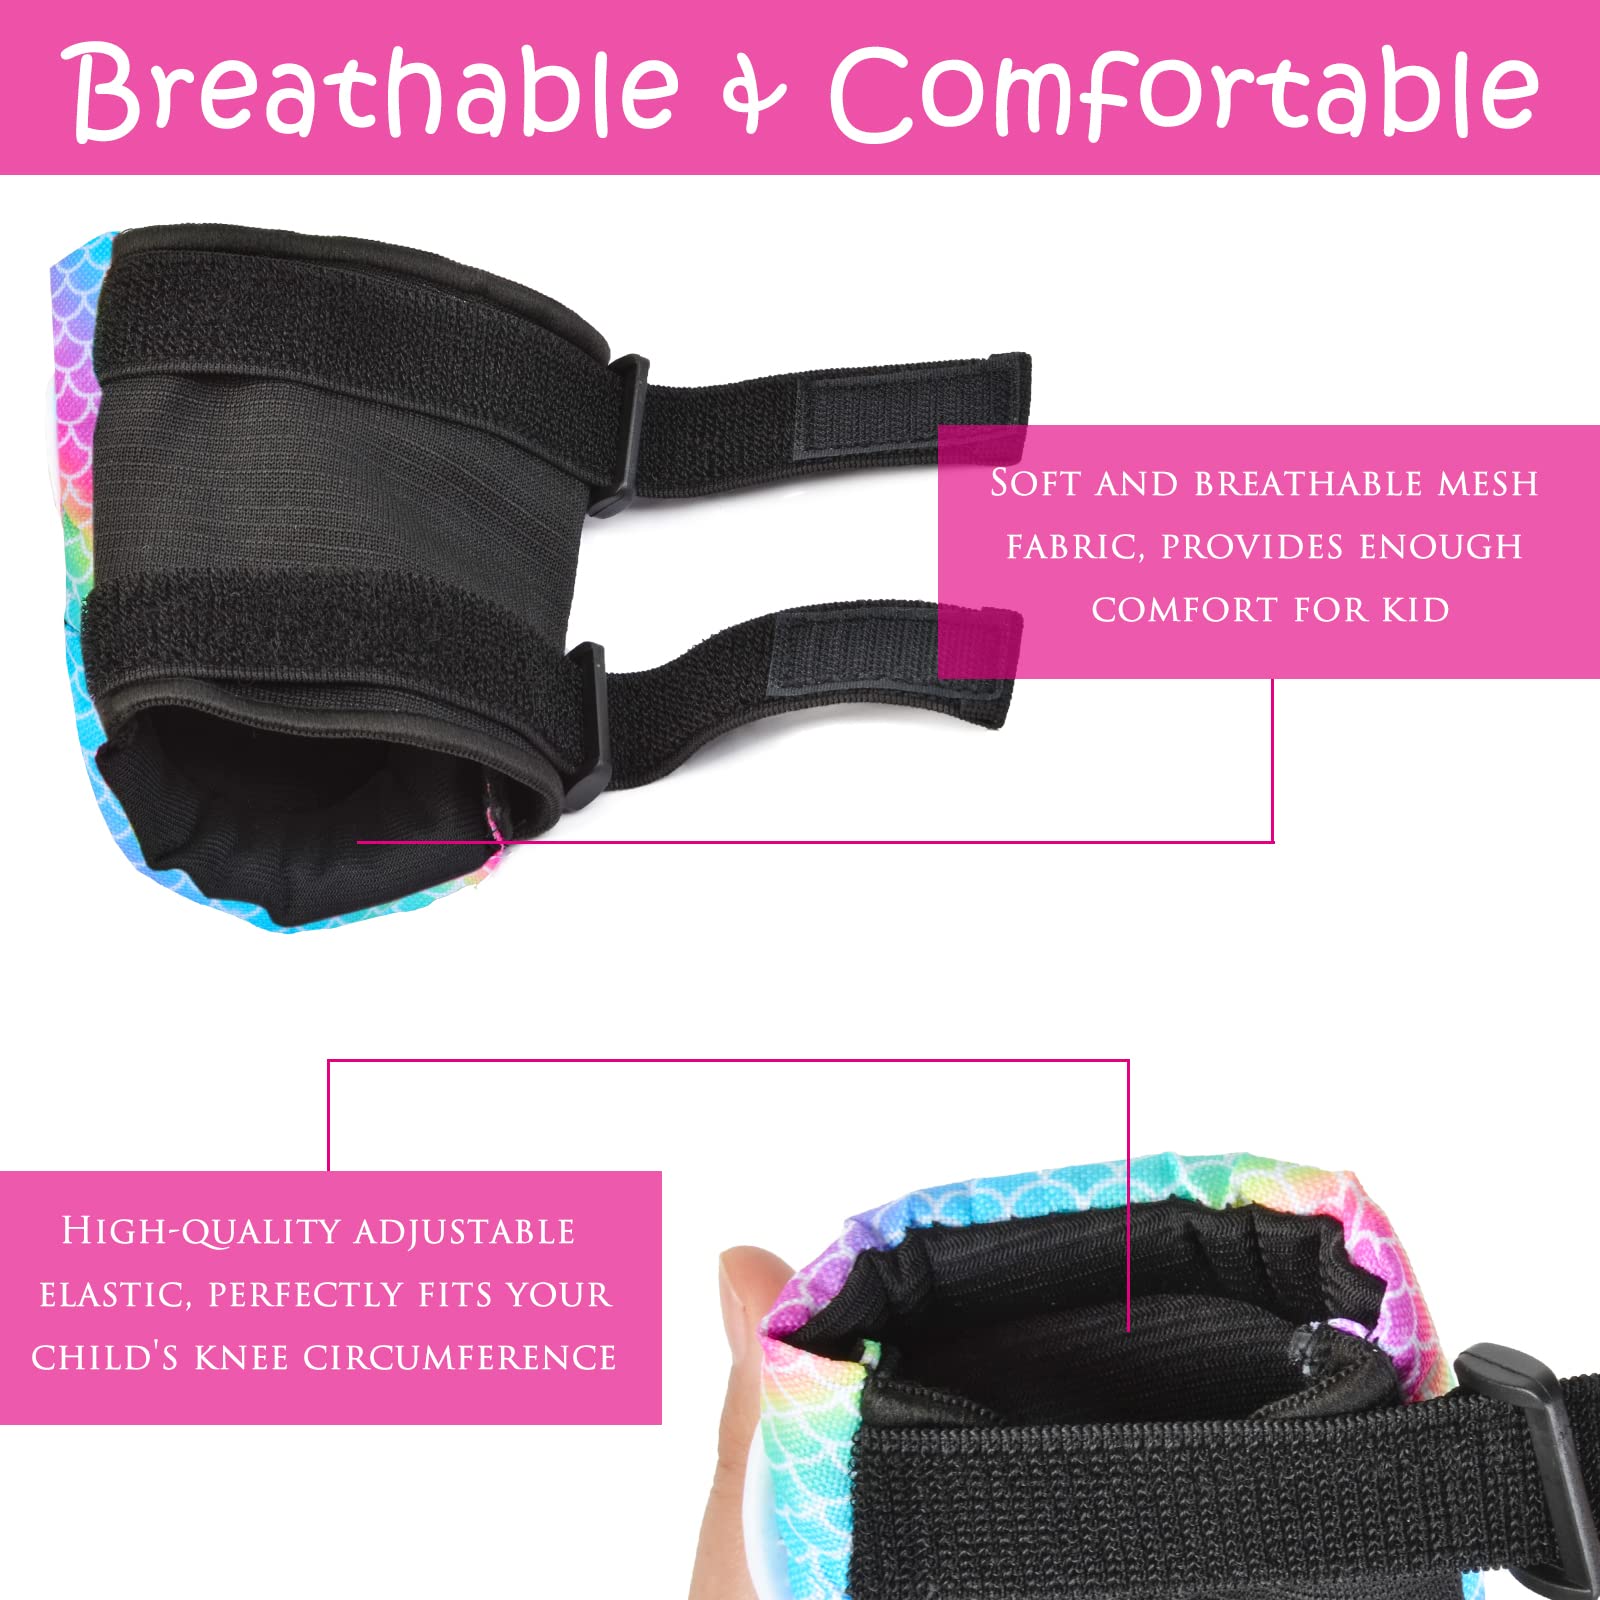 Breathable & Comfortable
Soft and breathable mesh
fabric, provides enough
comfort for kid
High-quality adjustable
elastic, perfectly fits your
child's knee circumference